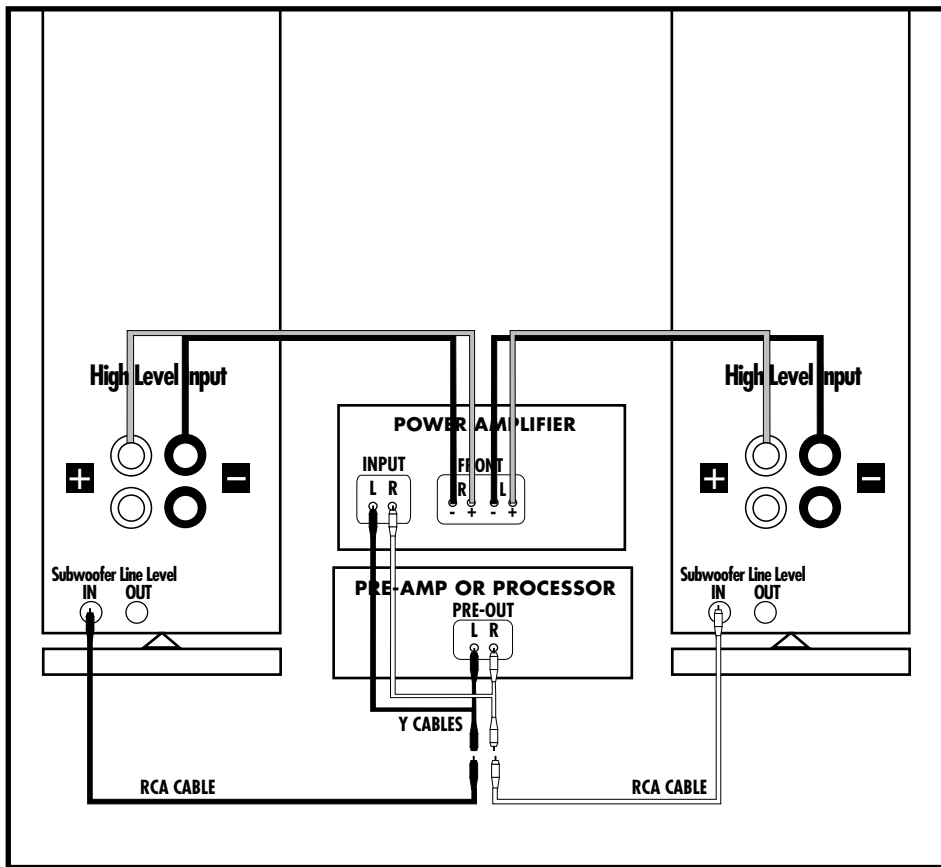 High Level Input
High Level Input
POWER AMPLIFIER
INPUT
FRONT
L R
R L
- + - +
+ -
+ -
Subwoofer Line Level
IN OUT
Subwoofer Line Level
IN OUT
PRE-AMP OR PROCESSOR
PRE-OUT
L R
Y CABLES
RCA CABLE
RCA CABLE